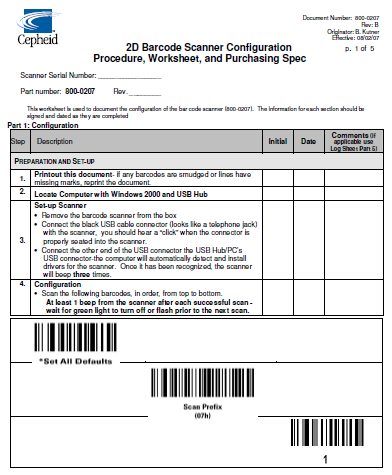 Cepheid
Document Number: 800-0207
Rev: B
Originator: B. Kutner
Effective: 08/02/07
p. 1 of 5
2D Barcode Scanner Configuration
Procedure, Worksheet, and Purchasing Spec
Scanner Serial Number: _______________
Part number: 800-0207 Rev. ________
This worksheet is used to document the configuration of the bar code scanner (800-0207). The Information for each section should be
signed and dated as they are completed
Part 1: Configuration
Step Description Initial Date Comments (if
applicable use
Log Sheet Part 5)
PREPARATION AND SET-UP
1. Printout this document- if any barcodes are smudged or lines have
missing marks, reprint the document.
2. Locate Computer with Windows 2000 and USB Hub
3. Set-up Scanner
• Remove the barcode scanner from the box
• Connect the black USB cable connector (looks like a telephone jack)
with the scanner, you should hear a "click" when the connector is
properly seated into the scanner.
• Connect the other end of the USB connector the USB Hub/PC's
USB connector-the computer will automatically detect and install
drivers for the scanner. Once it has been recognized, the scanner
will beep three times.
4. Configuration
• Scan the following barcodes, in order, from top to bottom.
At least 1 beep from the scanner after each successful scan -
wait for green light to turn off or flash prior to the next scan.
*Set All Defaults
Scan Prefix
(07h)
1